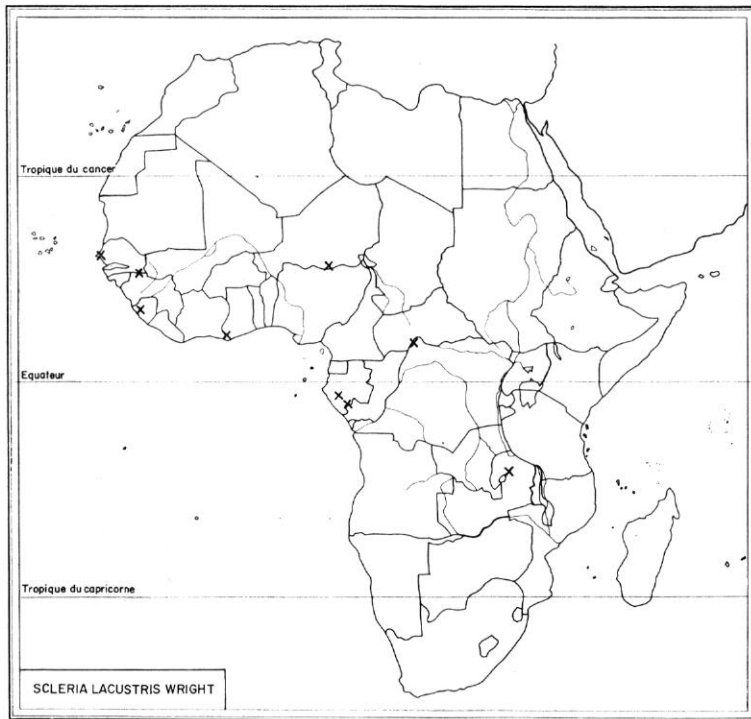 Tropique du cancer
Equateur
Tropique du capricorne
SCLERIA LACUSTRIS WRIGHT